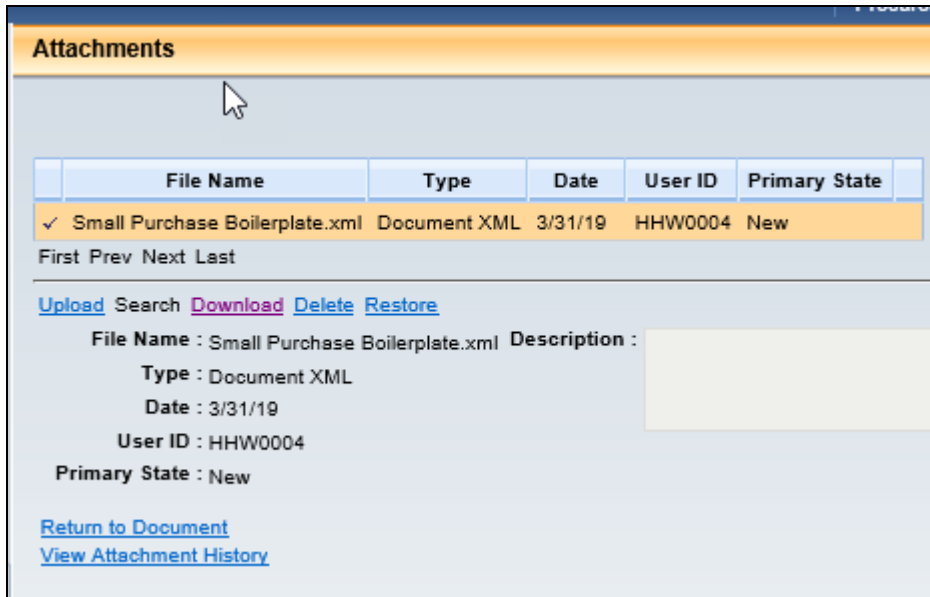 Attachments
File Name Type Date User ID Primary State
Small Purchase Boilerplate.xml Document XML 3/31/19 HHW0004 New
First Prev Next Last
Upload Search Download Delete Restore
File Name : Small Purchase Boilerplate.xml Description :
Type : Document XML
Date : 3/31/19
User ID : HHW0004
Primary State : New
Return to Document
View Attachment History